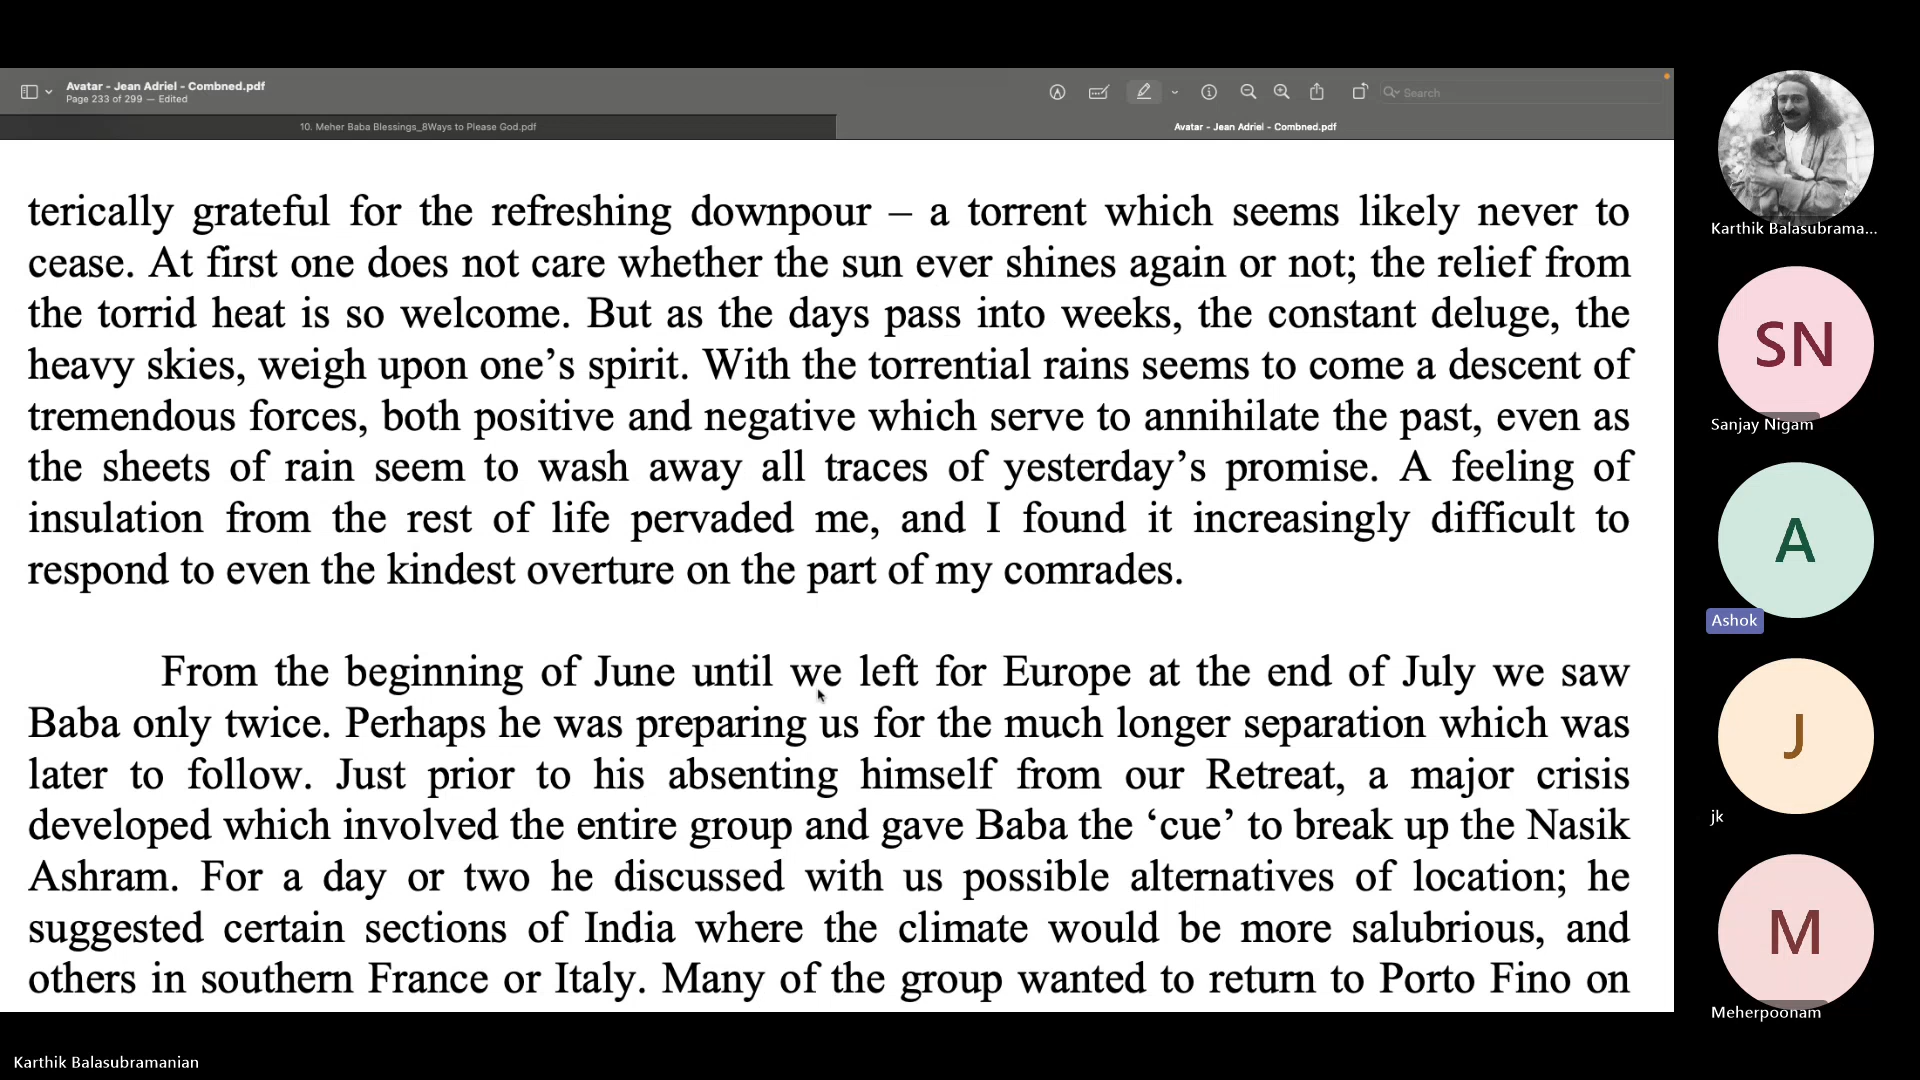 Avatar - Jean Adriel - Combned.pdf
Page 233 of 299 — Edited
Search
10. Meher Baba Blessings_8Ways to Please God.pdf
Avatar - Jean Adriel - Combned.pdf
terically grateful for the refreshing downpour – a torrent which seems likely never to
cease. At first one does not care whether the sun ever shines again or not; the relief from
the torrid heat is so welcome. But as the days pass into weeks, the constant deluge, the
heavy skies, weigh upon one’s spirit. With the torrential rains seems to come a descent of
tremendous forces, both positive and negative which serve to annihilate the past, even as
the sheets of rain seem to wash away all traces of yesterday’s promise. A feeling of
insulation from the rest of life pervaded me, and I found it increasingly difficult to
respond to even the kindest overture on the part of my comrades.
From the beginning of June until we left for Europe at the end of July we saw
Baba only twice. Perhaps he was preparing us for the much longer separation which was
later to follow. Just prior to his absenting himself from our Retreat, a major crisis
developed which involved the entire group and gave Baba the ‘cue’ to break up the Nasik
Ashram. For a day or two he discussed with us possible alternatives of location; he
suggested certain sections of India where the climate would be more salubrious, and
others in southern France or Italy. Many of the group wanted to return to Porto Fino on
Karthik Balasubrama...
SN
Sanjay Nigam
A
Ashok
J
jk
M
Meherpoonam
Karthik Balasubramanian